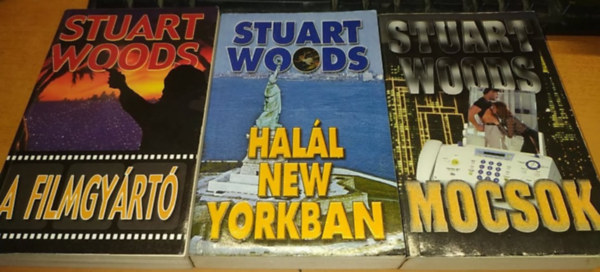 STUART
WOODS
A FILMGYÁRTÓ
STUART
WOODS
HALÁL
NEW
YORKBAN
STUART
WOODS
MOCSOK